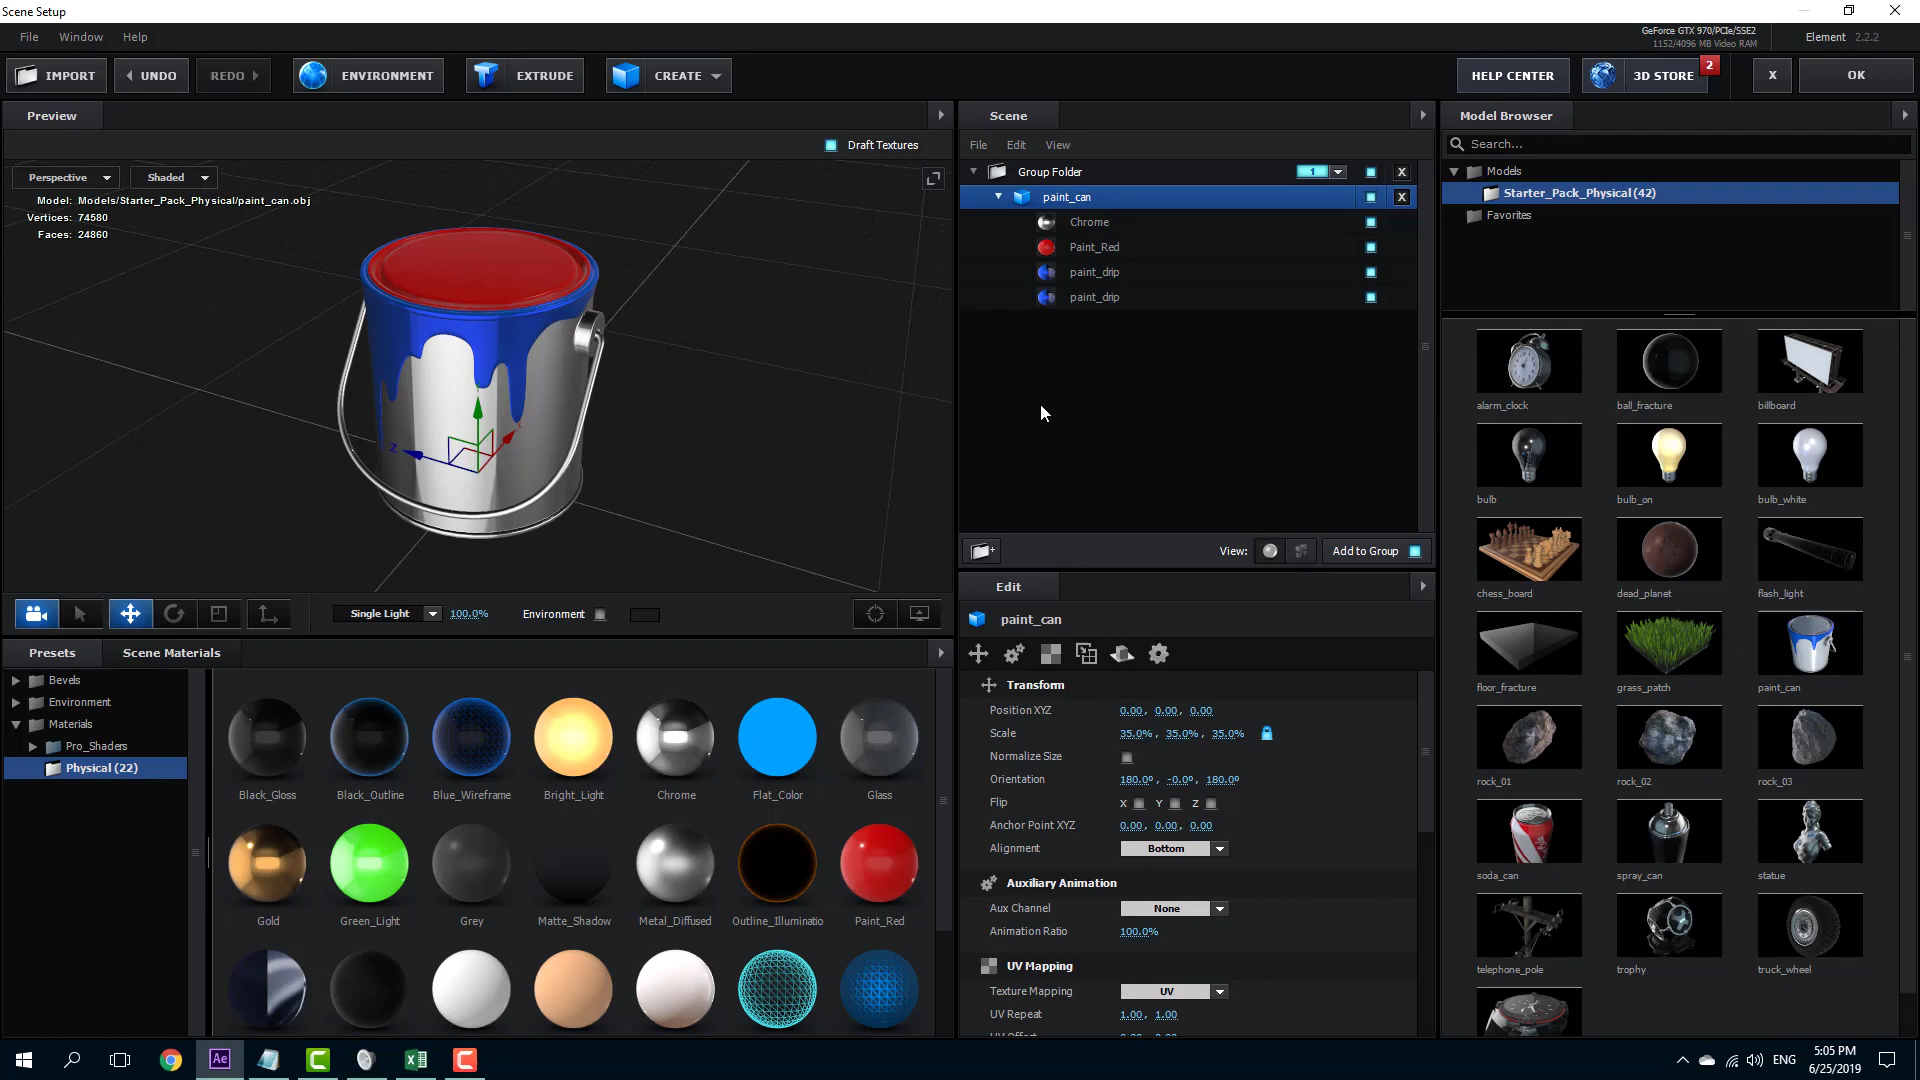 Scene Setup
File Window Help
GeForce GTX 970/PCIe/SSE2
1152/4096 MB Video RAM
Element 2.2.2
IMPORT UNDO REDO ENVIRONMENT EXTRUDE CREATE HELP CENTER 3D STORE 2 X OK
Preview
Draft Textures
Perspective Shaded
Model: Models/Starter_Pack_Physical/paint_can.obj
Vertices: 74580
Faces: 24860
Z
Single Light 100.0% Environment
Scene
File Edit View
Group Folder 1 X
paint_can X
Chrome
Paint_Red
paint_drip
paint_drip
View: Add to Group
Edit
paint_can
Transform
Position XYZ 0.00, 0.00, 0.00
Scale 35.0%, 35.0%, 35.0%
Normalize Size
Orientation 180.0º, -0.0º, 180.0º
Flip X Y Z
Anchor Point XYZ 0.00, 0.00, 0.00
Alignment Bottom
Auxiliary Animation
Aux Channel None
Animation Ratio 100.0%
UV Mapping
Texture Mapping UV
UV Repeat 1.00, 1.00
Presets Scene Materials
Bevels
Environment
Materials
Pro_Shaders
Physical (22)
Black_Gloss Black_Outline Blue_Wireframe Bright_Light Chrome Flat_Color Glass
Gold Green_Light Grey Matte_Shadow Metal_Diffused Outline_Illuminatio Paint_Red
Model Browser
Search...
Models
Starter_Pack_Physical (42)
Favorites
alarm_clock ball_fracture billboard
bulb bulb_on bulb_white
chess_board dead_planet flash_light
floor_fracture grass_patch paint_can
rock_01 rock_02 rock_03
soda_can spray_can statue
telephone_pole trophy truck_wheel
Ae
ENG
5:05 PM
6/25/2019